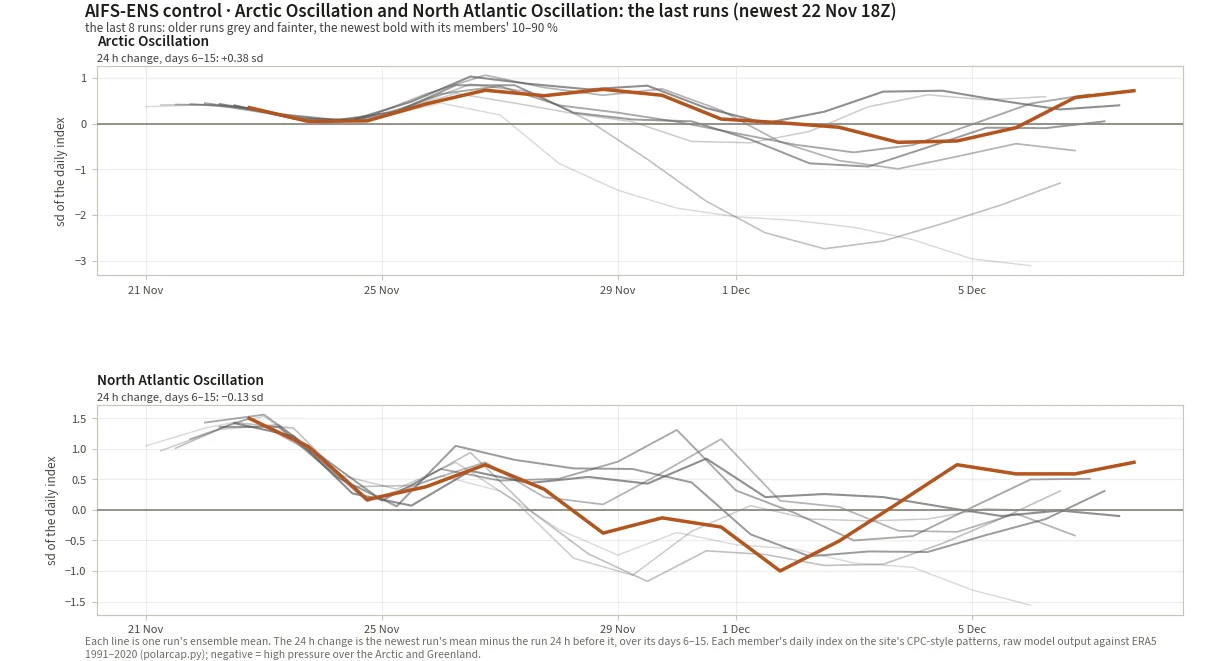 AIFS-ENS control · Arctic Oscillation and North Atlantic Oscillation: the last runs (newest 22 Nov 18Z)
the last 8 runs: older runs grey and fainter, the newest bold with its members' 10–90 %
Arctic Oscillation
24 h change, days 6–15: +0.38 sd
sd of the daily index
1
0
−1
−2
−3
21 Nov
25 Nov
29 Nov
1 Dec
5 Dec
North Atlantic Oscillation
24 h change, days 6–15: −0.13 sd
sd of the daily index
1.5
1.0
0.5
0.0
−0.5
−1.0
−1.5
21 Nov
25 Nov
29 Nov
1 Dec
5 Dec
Each line is one run's ensemble mean. The 24 h change is the newest run's mean minus the run 24 h before it, over its days 6–15. Each member's daily index on the site's CPC-style patterns, raw model output against ERA5
1991–2020 (polarcap.py); negative = high pressure over the Arctic and Greenland.